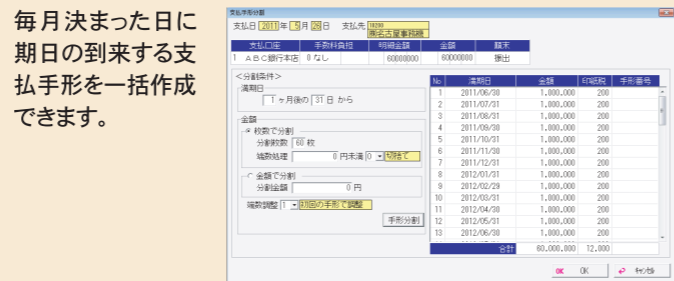 毎月決まった日に
期日の到来する支
払手形を一括作成
できます。
支払手形分割
支払日 2011年 5月 26日 支払先 10200
㈱名古屋事務機
支払口座 手数料負担 明細金額 金額 顛末
1 ABC銀行本店 0 なし 60000000 60000000 振出
<分割条件>
満期日
1 ヶ月後の 31 日 から
金額
枚数で分割
分割枚数 60 枚
端数処理 0 円未満 0 切捨て
金額で分割
分割金額 0 円
端数調整 1 初回の手形で調整
手形分割
No 満期日 金額 印紙税 手形番号
1 2011/06/30 1,000,000 200
2 2011/07/31 1,000,000 200
3 2011/08/31 1,000,000 200
4 2011/09/30 1,000,000 200
5 2011/10/31 1,000,000 200
6 2011/11/30 1,000,000 200
7 2011/12/31 1,000,000 200
8 2012/01/31 1,000,000 200
9 2012/02/29 1,000,000 200
10 2012/03/31 1,000,000 200
11 2012/04/30 1,000,000 200
12 2012/05/31 1,000,000 200
13 2012/06/30 1,000,000 200
合計 60,000,000 12,000
OK OK キャンセル